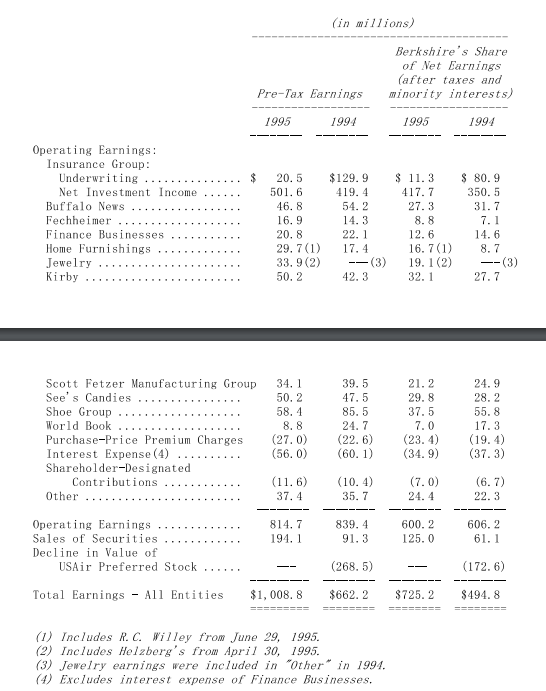 (in millions)
Berkshire's Share
of Net Earnings
(after taxes and
Pre-Tax Earnings minority interests)
1995 1994 1995 1994
Operating Earnings:
Insurance Group:
Underwriting ............... $ 20.5 $129.9 $ 11.3 $ 80.9
Net Investment Income ...... 501.6 419.4 417.7 350.5
Buffalo News ................. 46.8 54.2 27.3 31.7
Fechheimer ................... 16.9 14.3 8.8 7.1
Finance Businesses ........... 20.8 22.1 12.6 14.6
Home Furnishings ............. 29.7(1) 17.4 16.7(1) 8.7
Jewelry ...................... 33.9(2) ---(3) 19.1(2) ---(3)
Kirby ........................ 50.2 42.3 32.1 27.7
Scott Fetzer Manufacturing Group 34.1 39.5 21.2 24.9
See's Candies ................ 50.2 47.5 29.8 28.2
Shoe Group ................... 58.4 85.5 37.5 55.8
World Book ................... 8.8 24.7 7.0 17.3
Purchase-Price Premium Charges (27.0) (22.6) (23.4) (19.4)
Interest Expense(4) .......... (56.0) (60.1) (34.9) (37.3)
Shareholder-Designated
Contributions ............ (11.6) (10.4) (7.0) (6.7)
Other ........................ 37.4 35.7 24.4 22.3
Operating Earnings ............. 814.7 839.4 600.2 606.2
Sales of Securities ............ 194.1 91.3 125.0 61.1
Decline in Value of
USAir Preferred Stock ...... --- (268.5) --- (172.6)
Total Earnings - All Entities $1,008.8 $662.2 $725.2 $494.8
(1) Includes R.C. Willey from June 29, 1995.
(2) Includes Helzberg's from April 30, 1995.
(3) Jewelry earnings were included in "Other" in 1994.
(4) Excludes interest expense of Finance Businesses.